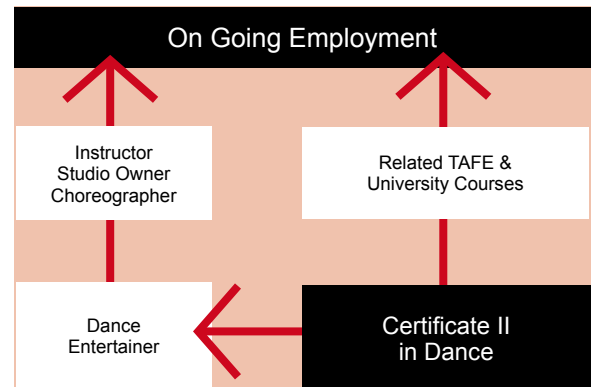 On Going Employment
Instructor
Studio Owner
Choreographer
Related TAFE &
University Courses
Dance
Entertainer
Certificate II
in Dance